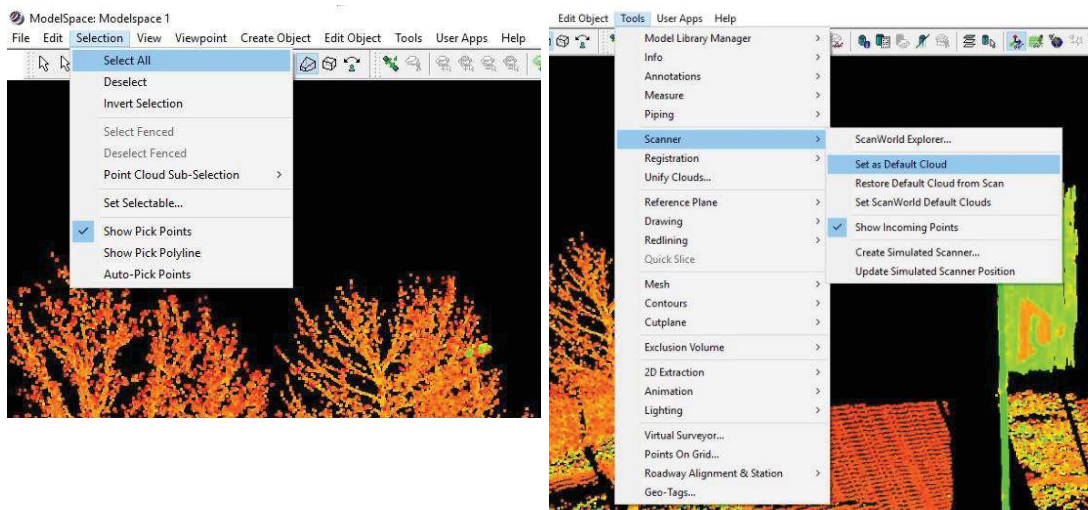 ModelSpace: Modelspace 1
File Edit Selection View Viewpoint Create Object Edit Object Tools User Apps Help
Select All
Deselect
Invert Selection
Select Fenced
Deselect Fenced
Point Cloud Sub-Selection >
Set Selectable...
Show Pick Points
Show Pick Polyline
Auto-Pick Points
Edit Object Tools User Apps Help
Model Library Manager >
Info >
Annotations >
Measure >
Piping >
Scanner >
Registration >
Unify Clouds...
Reference Plane >
Drawing >
Redlining >
Quick Slice
Mesh >
Contours >
Cutplane >
Exclusion Volume >
2D Extraction >
Animation >
Lighting >
Virtual Surveyor...
Points On Grid...
Roadway Alignment & Station >
Geo-Tags...
ScanWorld Explorer...
Set as Default Cloud
Restore Default Cloud from Scan
Set ScanWorld Default Clouds
Show Incoming Points
Create Simulated Scanner...
Update Simulated Scanner Position